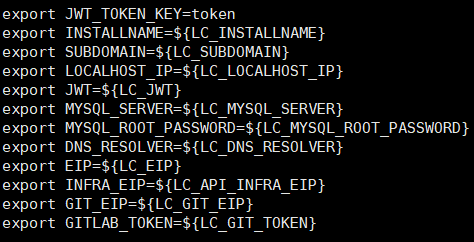 export JWT_TOKEN_KEY=token
export INSTALLNAME=${LC_INSTALLNAME}
export SUBDOMAIN=${LC_SUBDOMAIN}
export LOCALHOST_IP=${LC_LOCALHOST_IP}
export JWT=${LC_JWT}
export MYSQL_SERVER=${LC_MYSQL_SERVER}
export MYSQL_ROOT_PASSWORD=${LC_MYSQL_ROOT_PASSWORD}
export DNS_RESOLVER=${LC_DNS_RESOLVER}
export EIP=${LC_EIP}
export INFRA_EIP=${LC_API_INFRA_EIP}
export GIT_EIP=${LC_GIT_EIP}
export GITLAB_TOKEN=${LC_GIT_TOKEN}